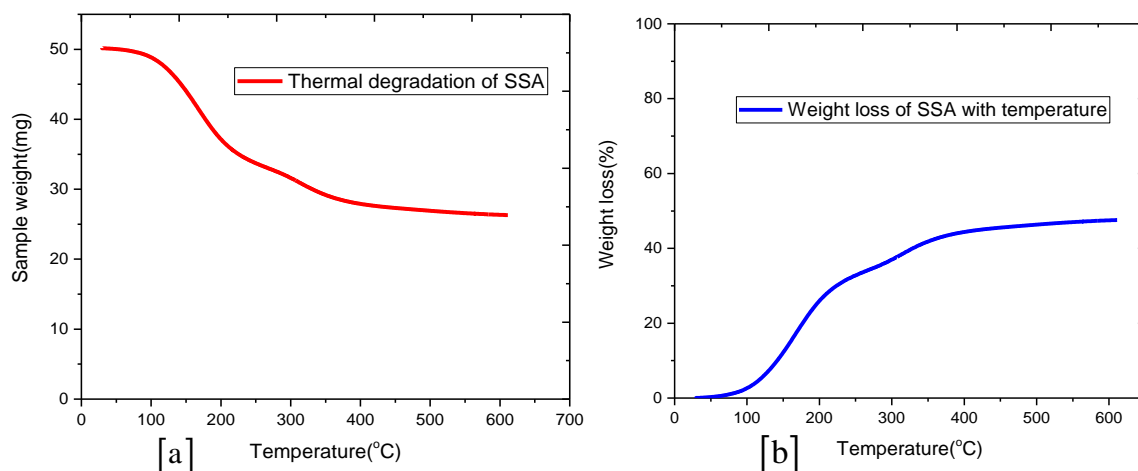 50
40
30
20
10
0
0 100 200 300 400 500 600 700
Sample weight(mg)
Thermal degradation of SSA
[a]
Temperature(°C)
100
80
60
40
20
0
0 100 200 300 400 500 600
Weight loss(%)
Weight loss of SSA with temperature
[b]
Temperature(°C)